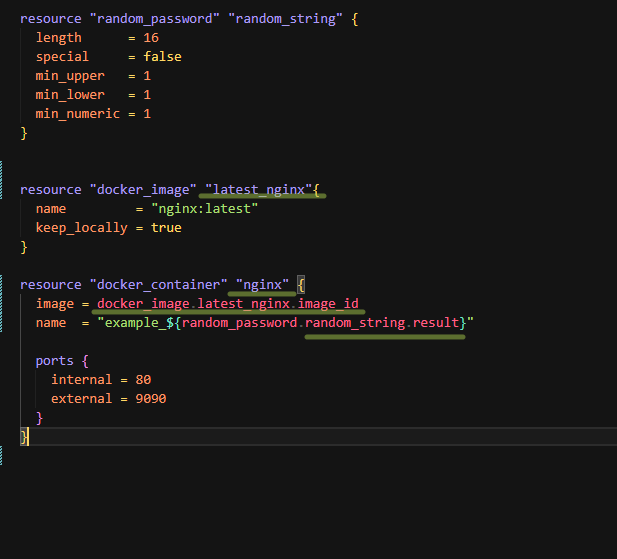 resource "random_password" "random_string" {
  length      = 16
  special     = false
  min_upper   = 1
  min_lower   = 1
  min_numeric = 1
}
resource "docker_image" "latest_nginx"{
  name         = "nginx:latest"
  keep_locally = true
}
resource "docker_container" "nginx" {
  image = docker_image.latest_nginx.image_id
  name  = "example_${random_password.random_string.result}"
  ports {
    internal = 80
    external = 9090
  }
}